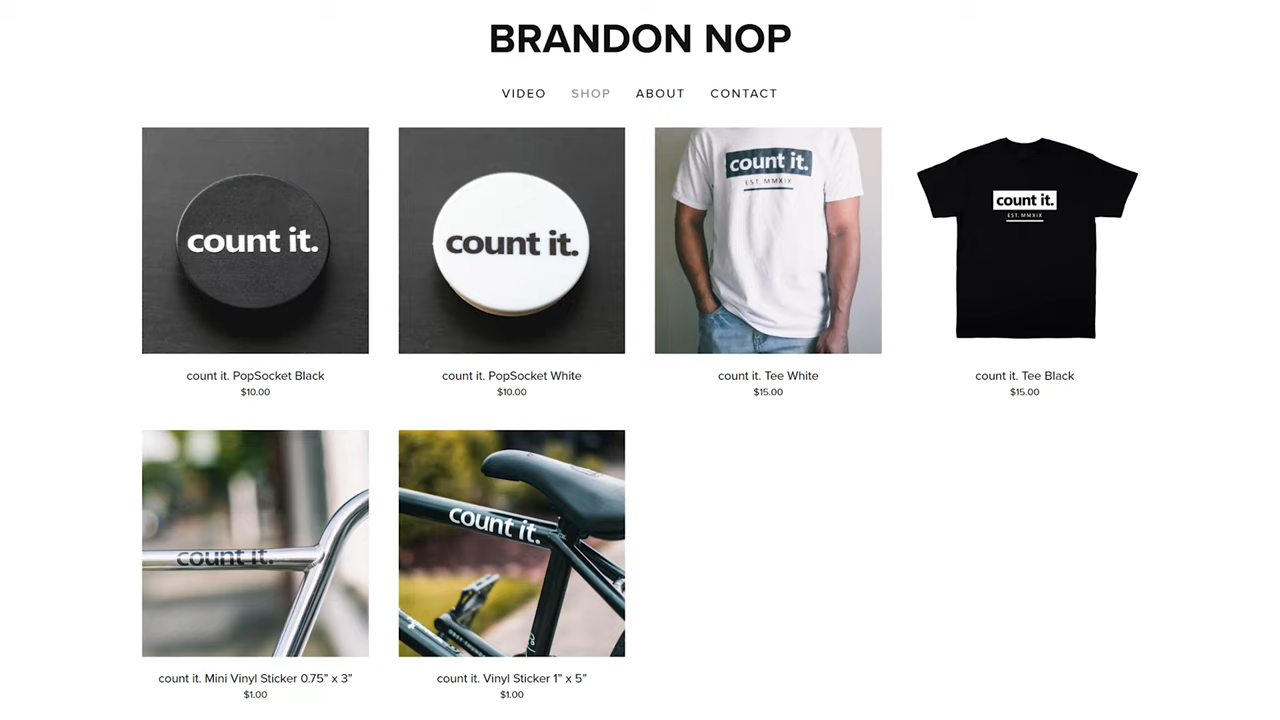 BRANDON NOP
VIDEO SHOP ABOUT CONTACT
count it.
count it.
count it.
EST. MMXIX
count it.
EST. MMXIX
count it. PopSocket Black
$10.00
count it. PopSocket White
$10.00
count it. Tee White
$15.00
count it. Tee Black
$15.00
count it.
count it.
count it. Mini Vinyl Sticker 0.75” x 3”
$1.00
count it. Vinyl Sticker 1” x 5”
$1.00